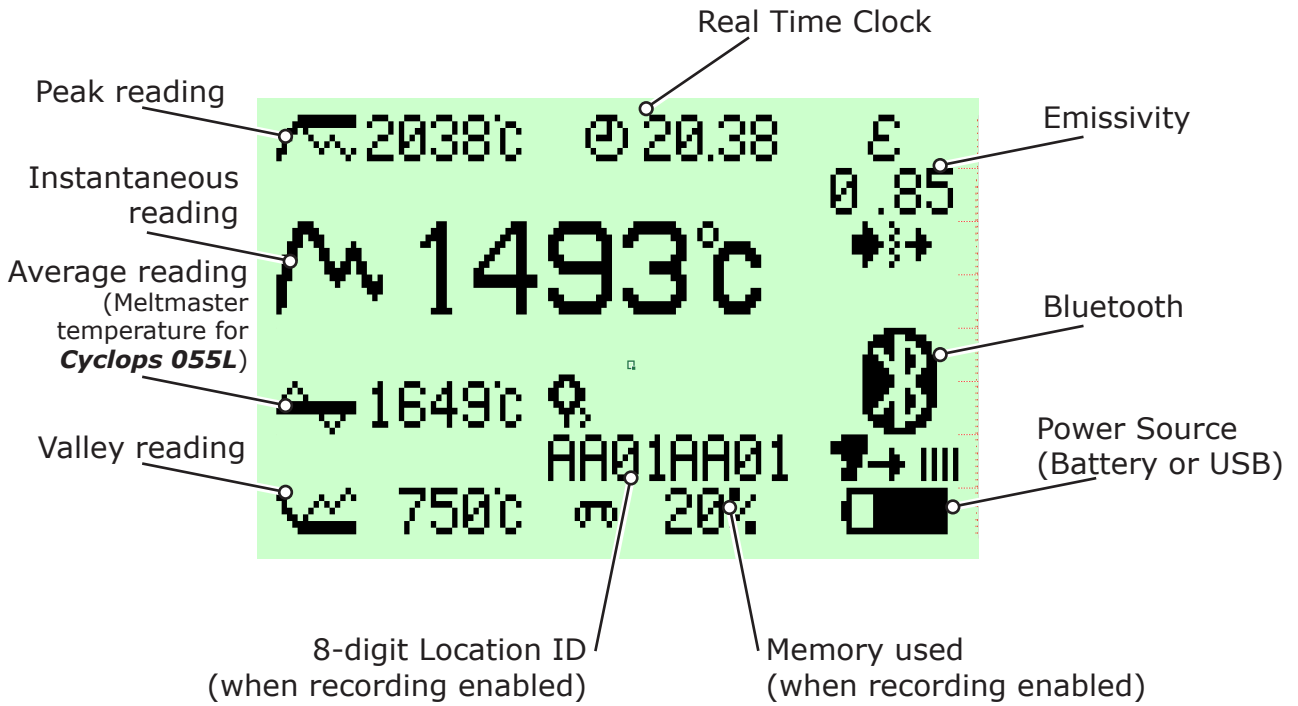 Real Time Clock
Peak reading
Emissivity
2038°C
20.38
ε
0.85
Instantaneous
reading
1493°C
Average reading
(Meltmaster
temperature for
Cyclops 055L)
Bluetooth
1649°C
Valley reading
Power Source
(Battery or USB)
AA01AA01
750°C
20%
8-digit Location ID
(when recording enabled)
Memory used
(when recording enabled)